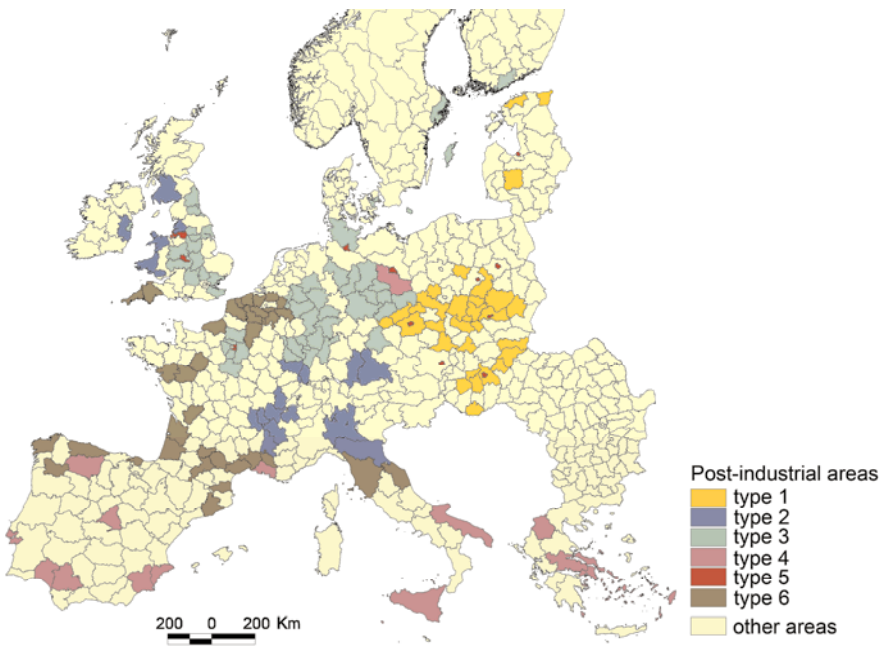 Post-industrial areas
type 1
type 2
type 3
type 4
type 5
type 6
other areas
200 0 200 Km